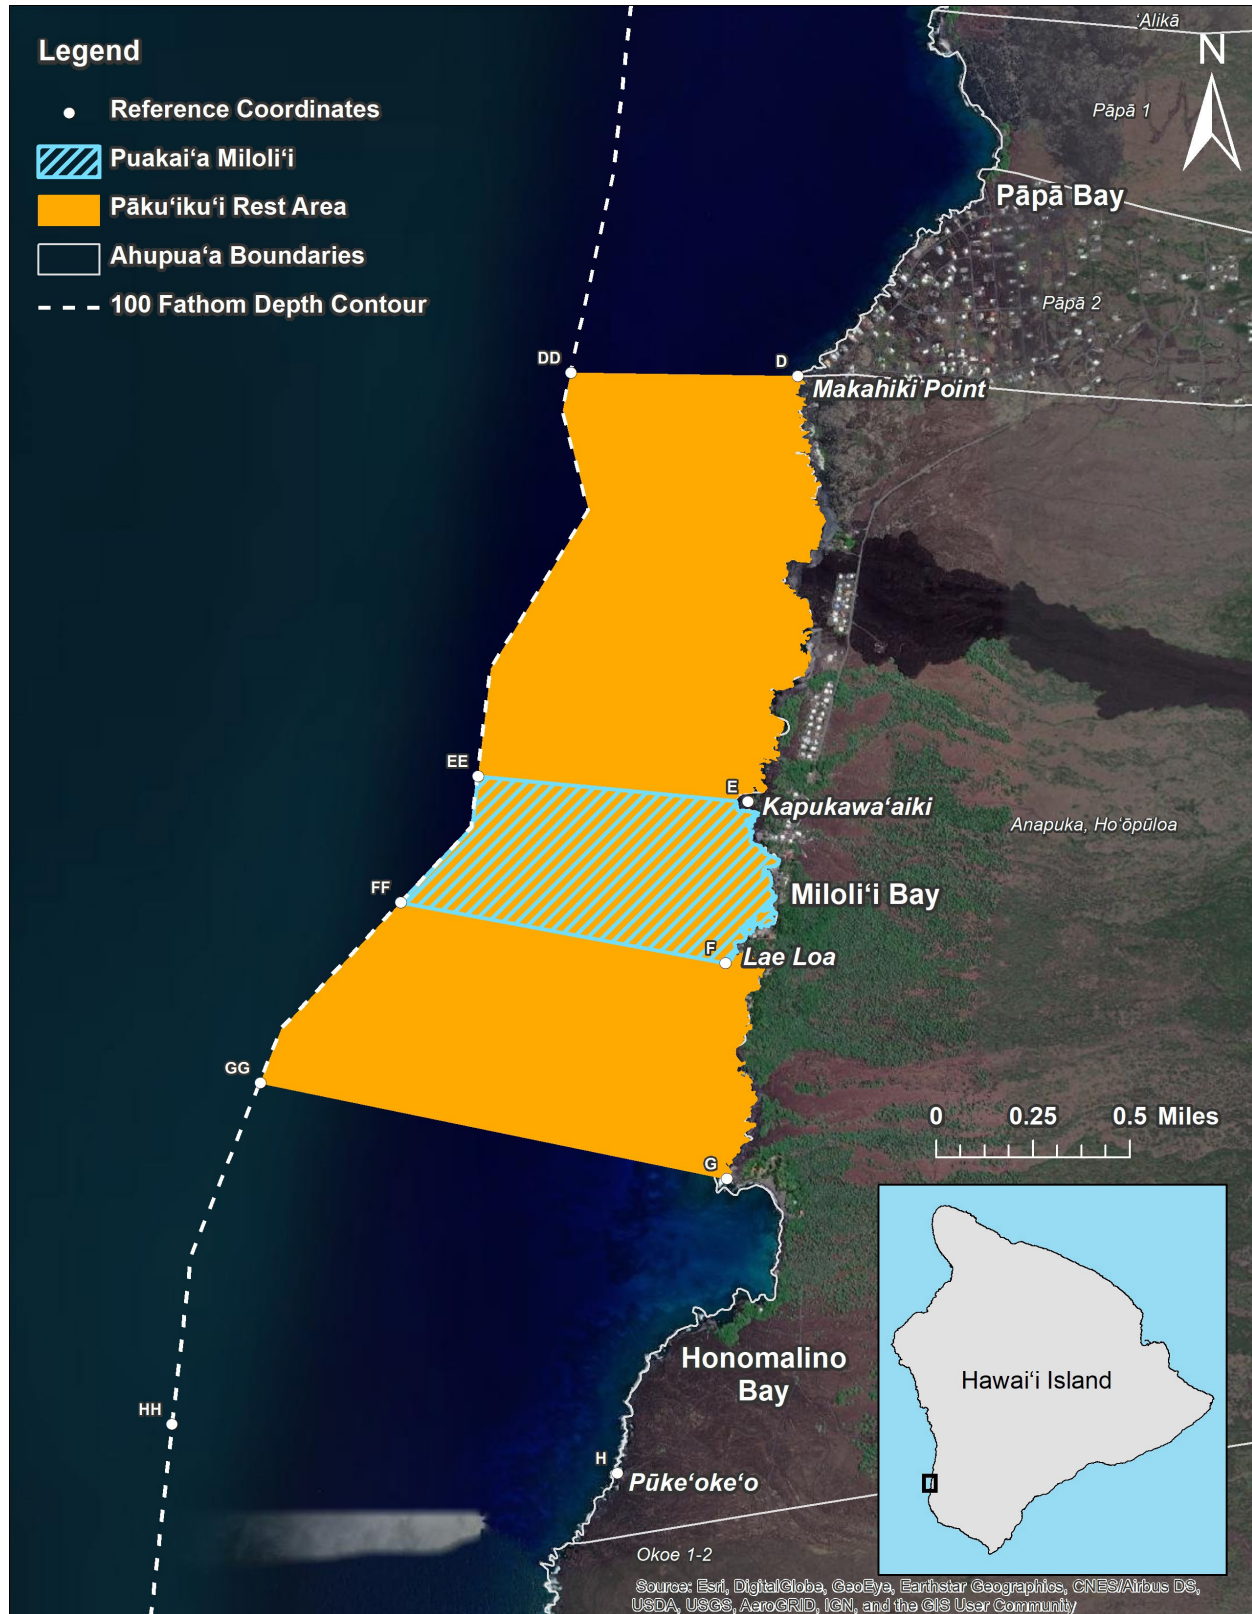 Legend
Reference Coordinates
Puakaiʻa Miloliʻi
Pākuʻikuʻi Rest Area
Ahupuaʻa Boundaries
100 Fathom Depth Contour
ʻAlikā
N
Pāpā 1
Pāpā Bay
Pāpā 2
DD
D
Makahiki Point
EE
E
Kapukawaʻaiki
Anapuka, Hoʻōpūloa
FF
Miloliʻi Bay
F
Lae Loa
GG
0 0.25 0.5 Miles
G
Honomalino
Bay
Hawaiʻi Island
HH
H
Pūkeʻokeʻo
Okoe 1-2
Source: Esri, DigitalGlobe, GeoEye, Earthstar Geographics, CNES/Airbus DS,
USDA, USGS, AeroGRID, IGN, and the GIS User Community